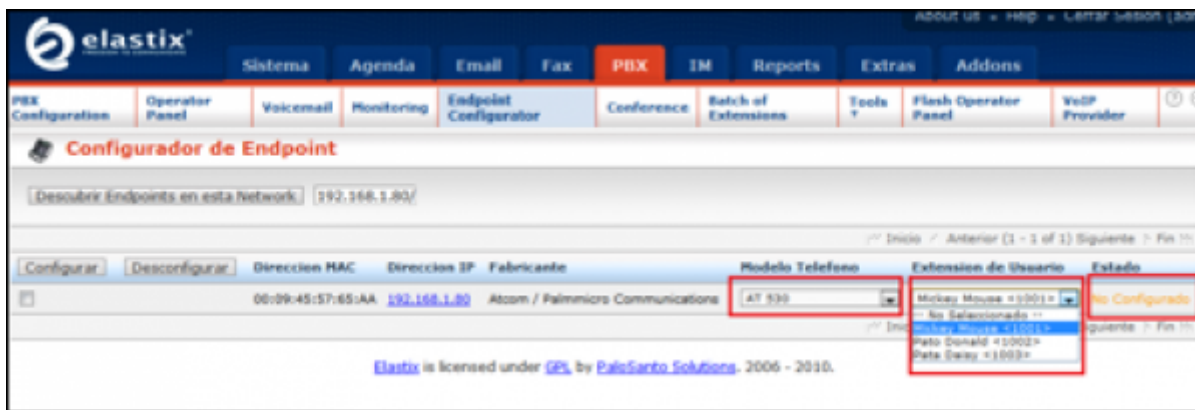 About us - Help - Cerrar Sesion (ad
elastix
Sistema Agenda Email Fax PBX IM Reports Extras Addons
PBX Configuration Operator Panel Voicemail Monitoring Endpoint Configurator Conference Batch of Extensions Tools Flash Operator Panel VoIP Provider
Configurador de Endpoint
Descubrir Endpoints en esta Network 192.168.1.80/
Inicio Anterior (1 - 1 of 1) Siguiente Fin
Configurar Desconfigurar Direccion MAC Direccion IP Fabricante Modelo Telefono Extension de Usuario Estado
00:09:45:57:65:AA 192.168.1.80 Atcom / Palmmicro Communications AT 530 Mickey Mouse <1001> No Configurado
-- No Seleccionado --
Mickey Mouse <1001>
Pato Donald <1002>
Pata Daisy <1003>
Inic iguiente Fin
Elastix is licensed under GPL by PaloSanto Solutions. 2006 - 2010.